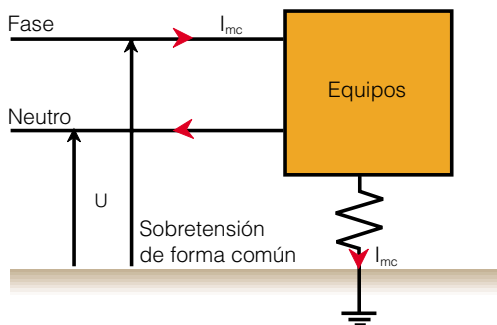 Fase
Imc
Equipos
Neutro
U
Sobretensión
de forma común
Imc